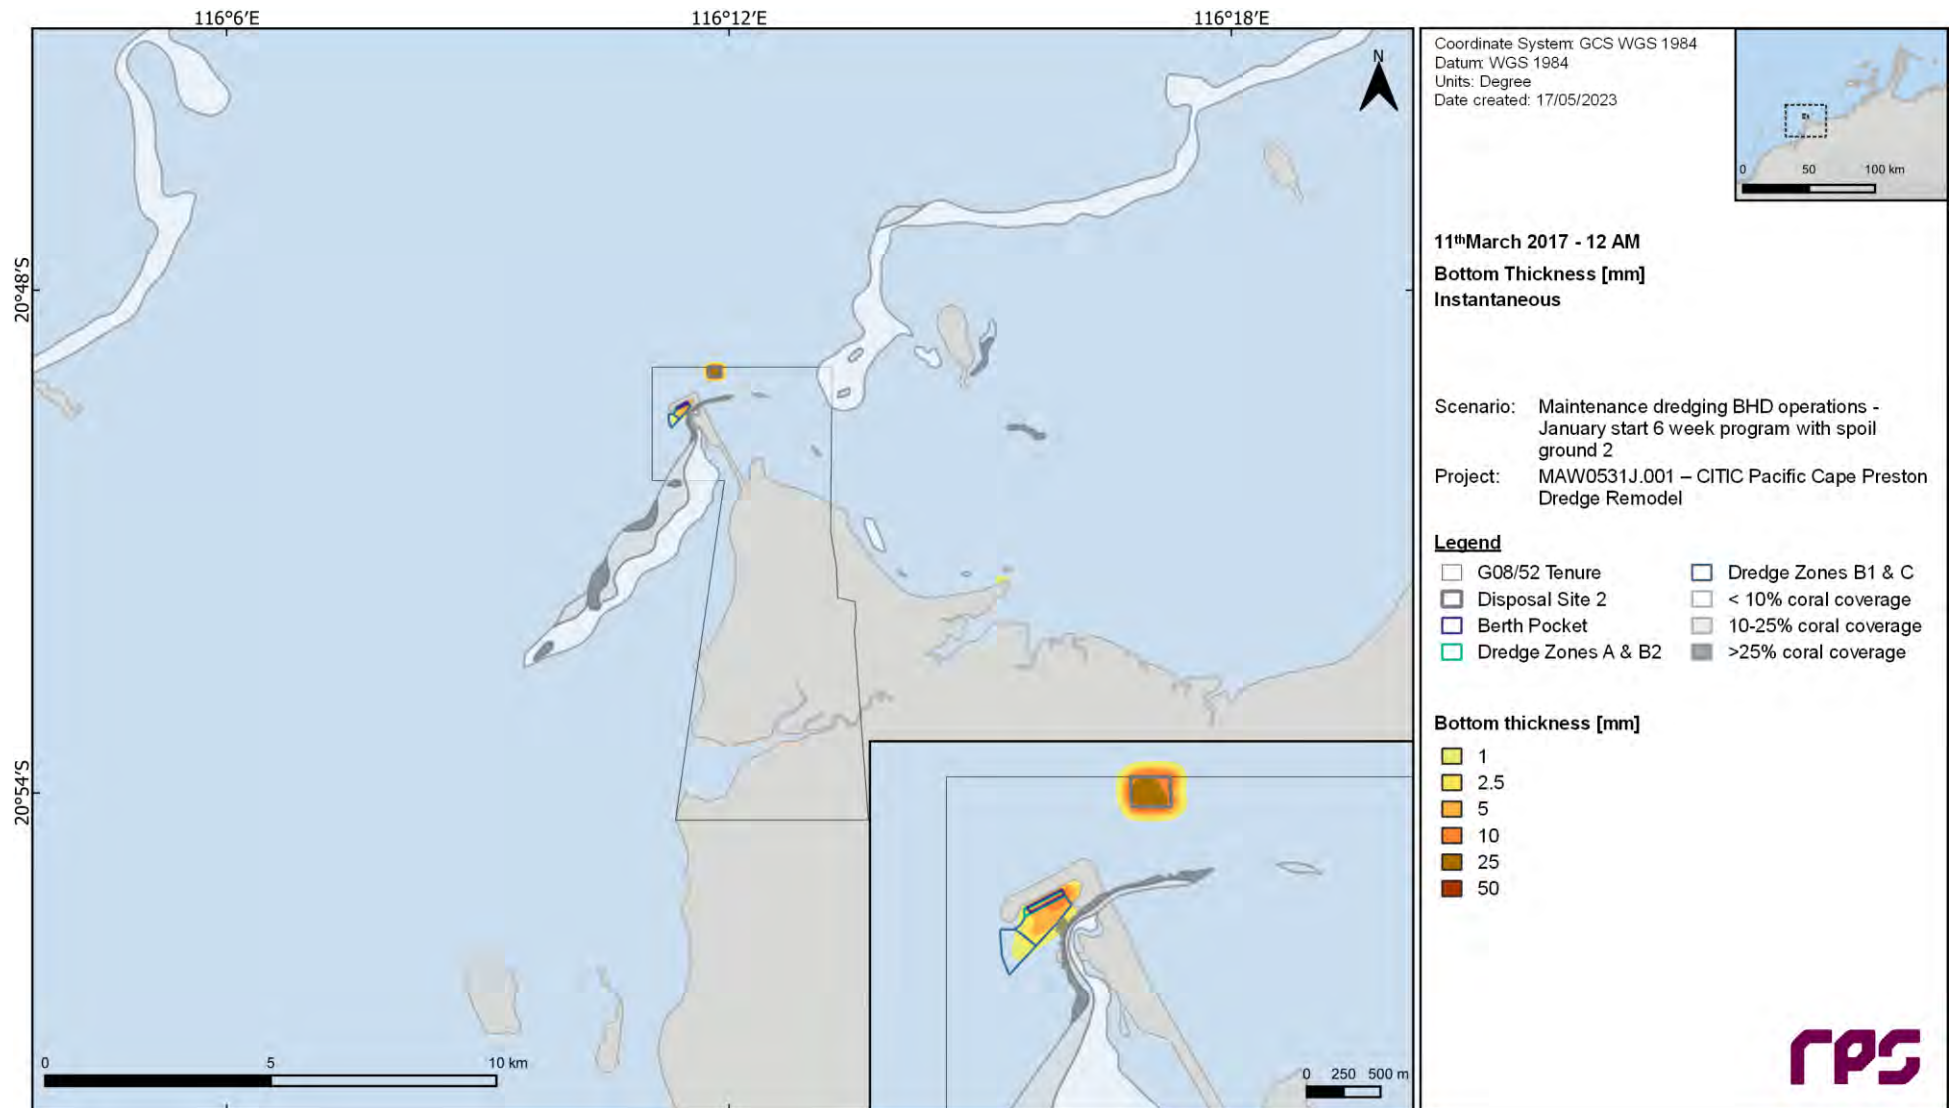 116°6'E
116°12'E
116°18'E
20°48'S
20°54'S
N
0 5 10 km
0 250 500 m
Coordinate System: GCS WGS 1984
Datum: WGS 1984
Units: Degree
Date created: 17/05/2023
0 50 100 km
11thMarch 2017 - 12 AM
Bottom Thickness [mm]
Instantaneous
Scenario: Maintenance dredging BHD operations -
January start 6 week program with spoil
ground 2
Project: MAW0531J.001 – CITIC Pacific Cape Preston
Dredge Remodel
Legend
G08/52 Tenure
Disposal Site 2
Berth Pocket
Dredge Zones A & B2
Dredge Zones B1 & C
< 10% coral coverage
10-25% coral coverage
>25% coral coverage
Bottom thickness [mm]
1
2.5
5
10
25
50
rps